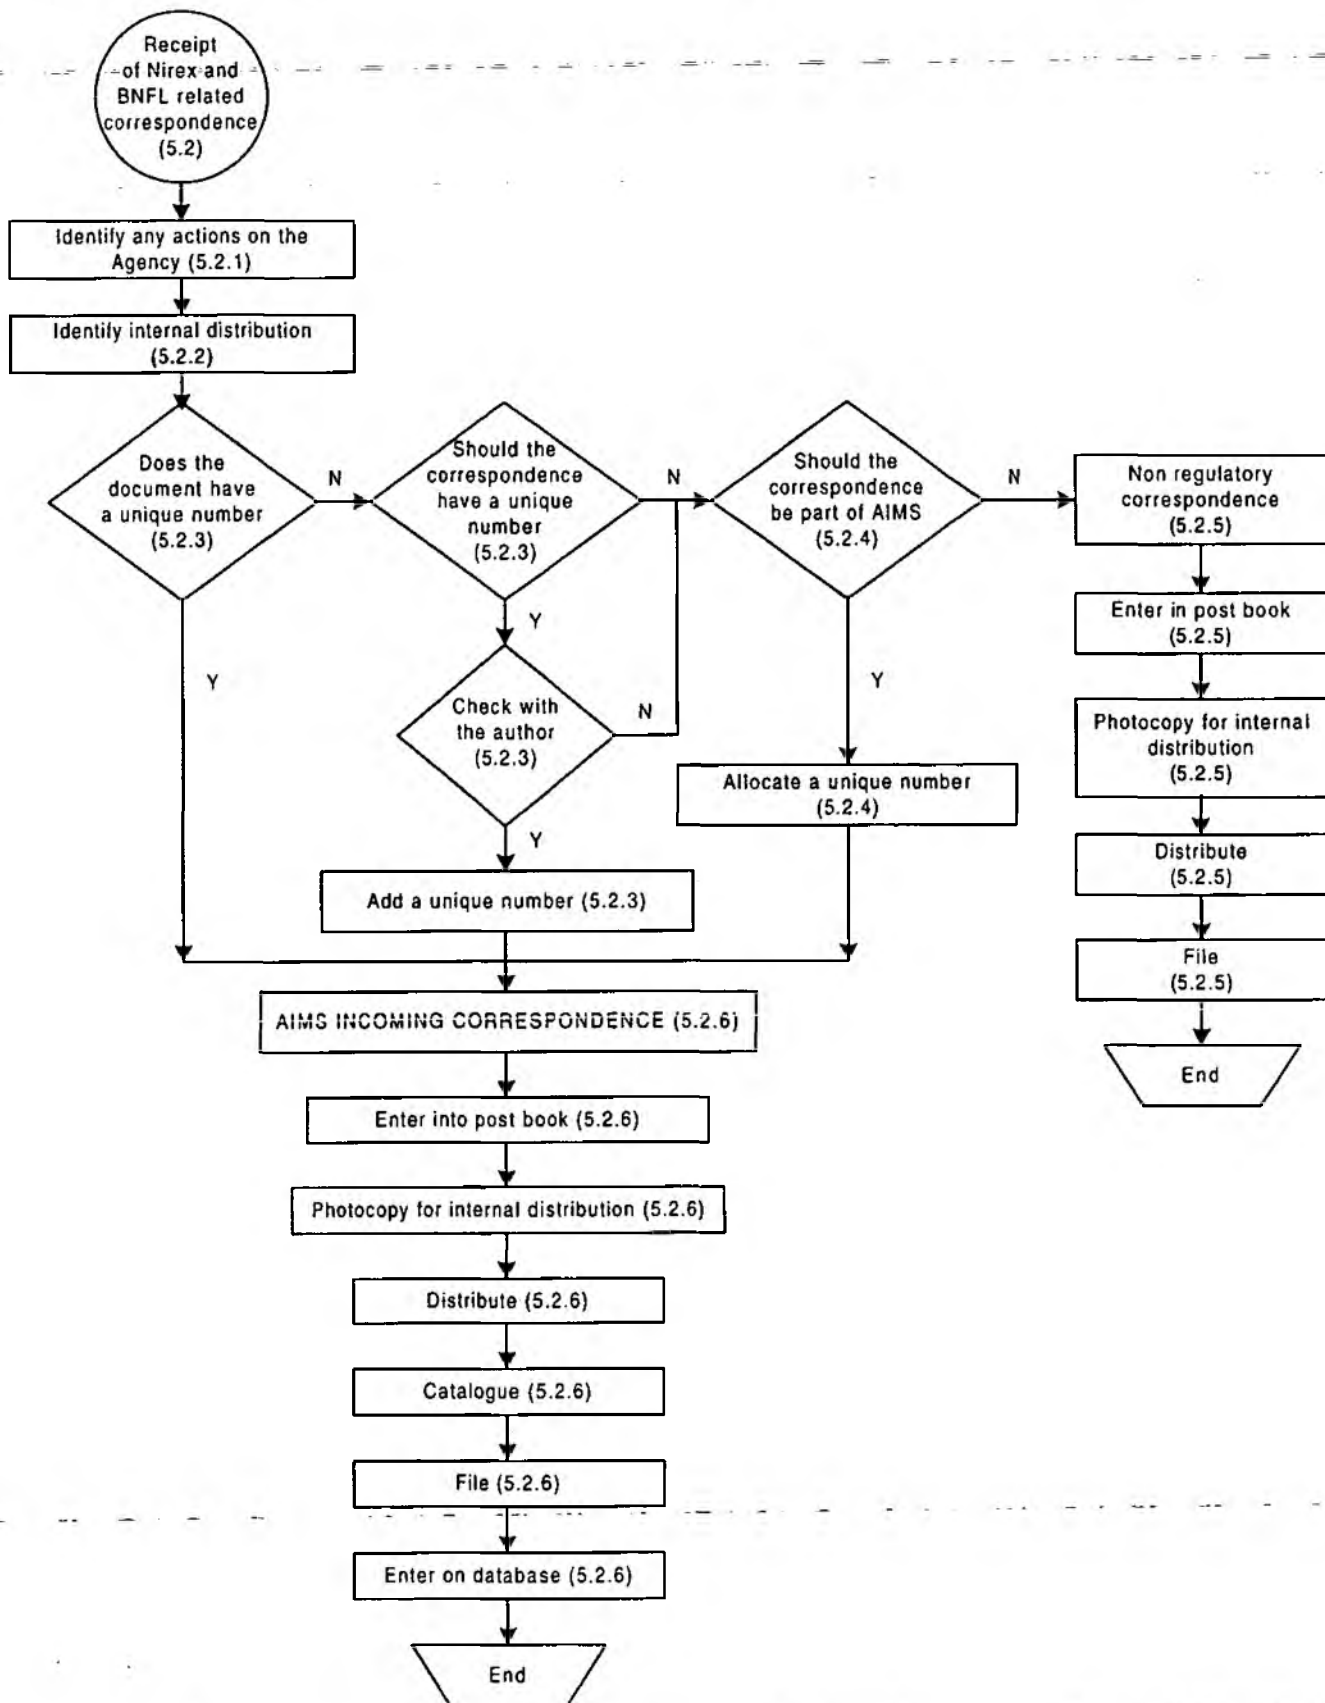 Receipt
of Nirex and
BNFL related
correspondence
(5.2)
Identify any actions on the
Agency (5.2.1)
Identify internal distribution
(5.2.2)
Does the
document have
a unique number
(5.2.3)
N
Y
Should the
correspondence
have a unique
number
(5.2.3)
N
Y
Check with
the author
(5.2.3)
N
Y
Add a unique number (5.2.3)
Should the
correspondence
be part of AIMS
(5.2.4)
N
Y
Allocate a unique number
(5.2.4)
Non regulatory
correspondence
(5.2.5)
Enter in post book
(5.2.5)
Photocopy for internal
distribution
(5.2.5)
Distribute
(5.2.5)
File
(5.2.5)
End
AIMS INCOMING CORRESPONDENCE (5.2.6)
Enter into post book (5.2.6)
Photocopy for internal distribution (5.2.6)
Distribute (5.2.6)
Catalogue (5.2.6)
File (5.2.6)
Enter on database (5.2.6)
End